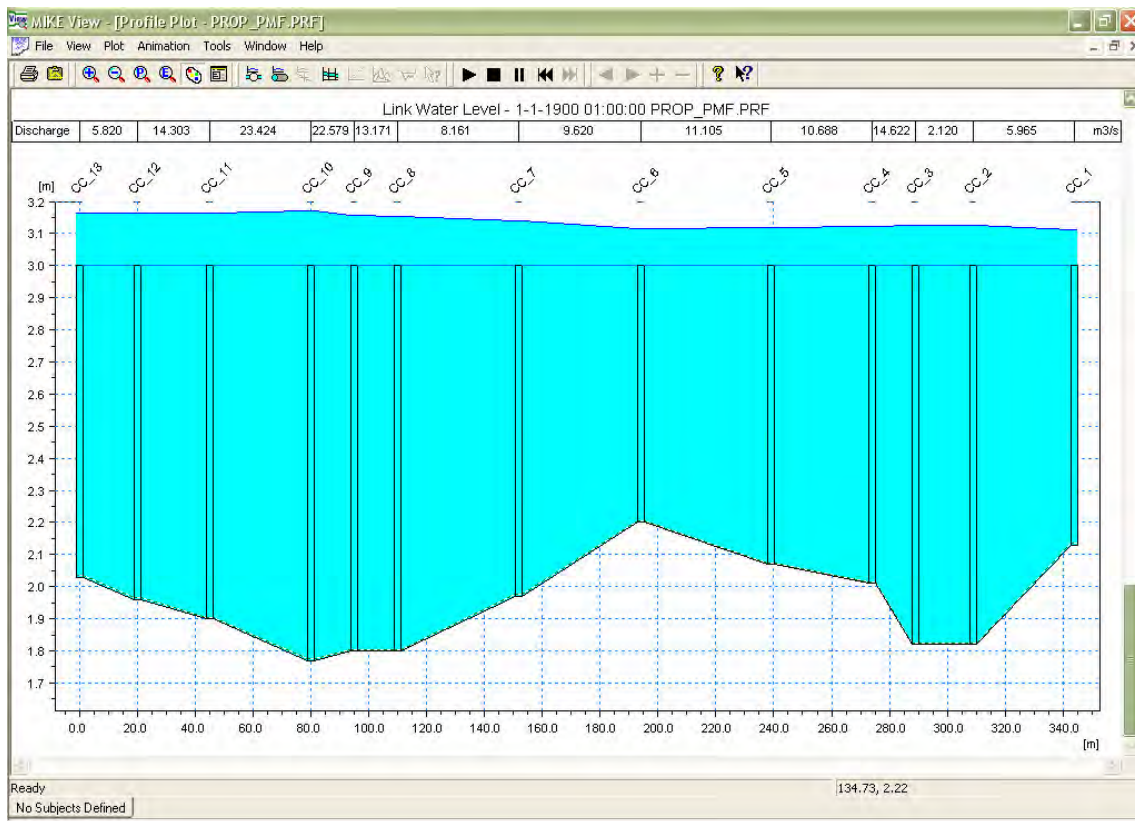 MIKE View - [Profile Plot - PROP_PMF.PRF]
File View Plot Animation Tools Window Help
Link Water Level - 1-1-1900 01:00:00 PROP_PMF.PRF
Discharge 5.820 14.303 23.424 22.579 13.171 8.161 9.620 11.105 10.688 14.622 2.120 5.965 m3/s
[m] CC_13 CC_12 CC_11 CC_10 CC_9 CC_8 CC_7 CC_6 CC_5 CC_4 CC_3 CC_2 CC_1
3.2
3.1
3.0
2.9
2.8
2.7
2.6
2.5
2.4
2.3
2.2
2.1
2.0
1.9
1.8
1.7
0.0 20.0 40.0 60.0 80.0 100.0 120.0 140.0 160.0 180.0 200.0 220.0 240.0 260.0 280.0 300.0 320.0 340.0
[m]
Ready 134.73, 2.22
No Subjects Defined